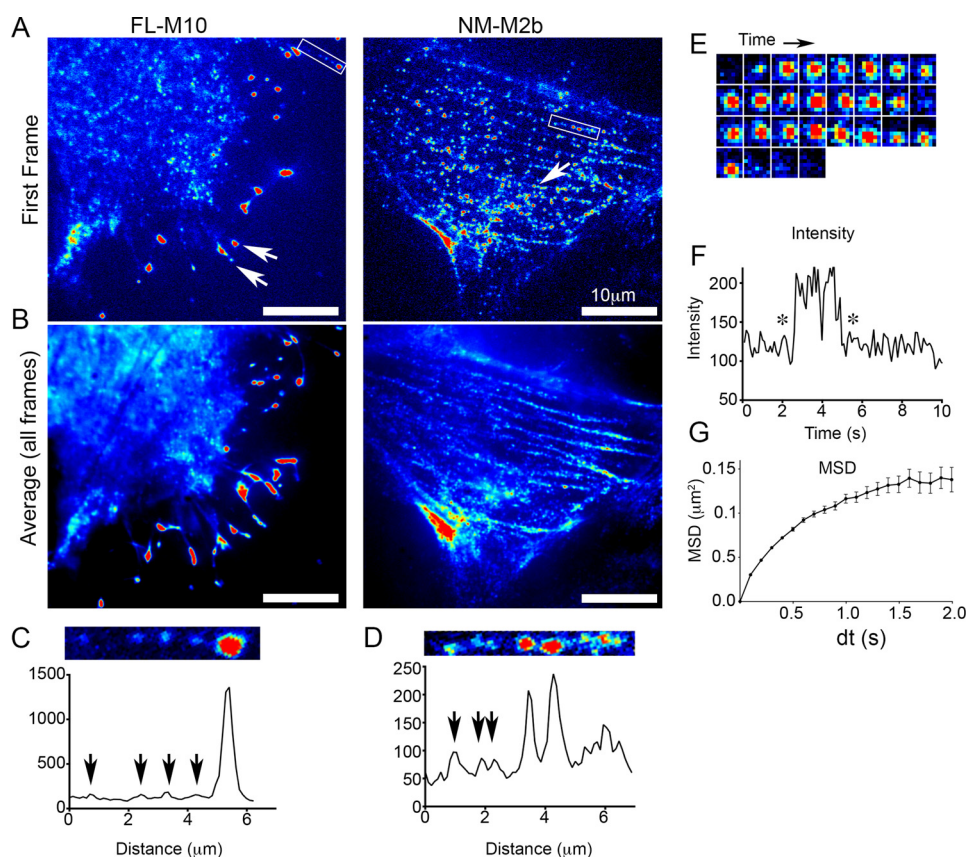 FL-M10
NM-M2b
A
First Frame
10μm
B
Average (all frames)
C
1500
1000
500
0
0 2 4 6
Distance (μm)
D
250
200
150
100
50
0
0 2 4 6
Distance (μm)
E
Time
F
Intensity
Intensity
200
150
100
50
* *
0 2 4 6 8 10
Time (s)
G
MSD
MSD (μm²)
0.15
0.1
0.5
0.0
0.5 1.0 1.5 2.0
dt (s)